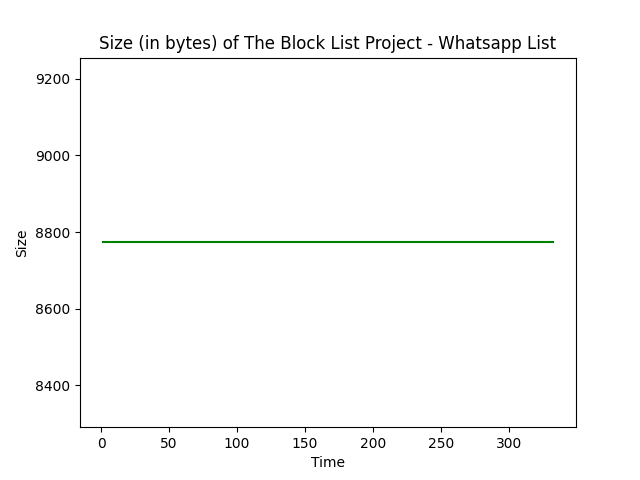 Size (in bytes) of The Block List Project - Whatsapp List
9200
9000
8800
8600
8400
Size
0 50 100 150 200 250 300
Time